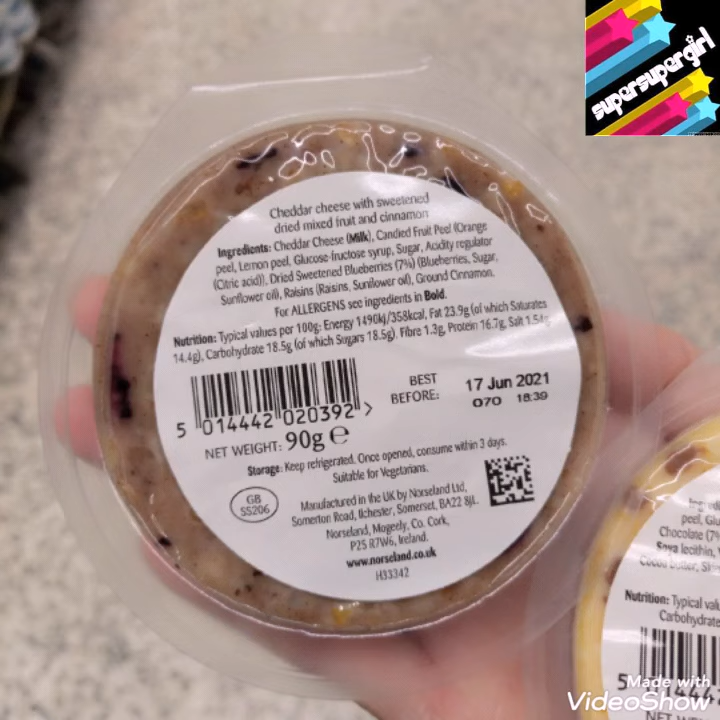 supersupergirl
Cheddar cheese with sweetened
dried mixed fruit and cinnamon
Ingredients: Cheddar Cheese (Milk), Candied Fruit Peel (Orange
peel, Lemon peel, Glucose-fructose syrup, Sugar, Acidity regulator
(Citric acid)), Dried Sweetened Blueberries (7%) (Blueberries, Sugar,
Sunflower oil), Raisins (Raisins, Sunflower oil), Ground Cinnamon.
For ALLERGENS see ingredients in Bold.
Nutrition: Typical values per 100g: Energy 1490kj/358kcal, Fat 23.9g (of which Saturates
14.4g), Carbohydrate 18.5g (of which Sugars 18.5g), Fibre 1.3g, Protein 16.7g, Salt 1.54g
5 014442 020392 >
BEST
BEFORE:
17 Jun 2021
070 18:39
NET WEIGHT: 90g e
Storage: Keep refrigerated. Once opened, consume within 3 days.
Suitable for Vegetarians.
GB
SS206
Manufactured in the UK by Norseland Ltd,
Somerton Road, Ilchester, Somerset, BA22 8JL
Norseland, Mogeely, Co. Cork,
P25 R7W6, Ireland.
www.norseland.co.uk
H33342
peel,
Chocolate (7%
Soya lecithin,
Cocoa Butter,
Nutrition: Typical
Carbohydrate
5 01444
NET
Made with
VideoShow